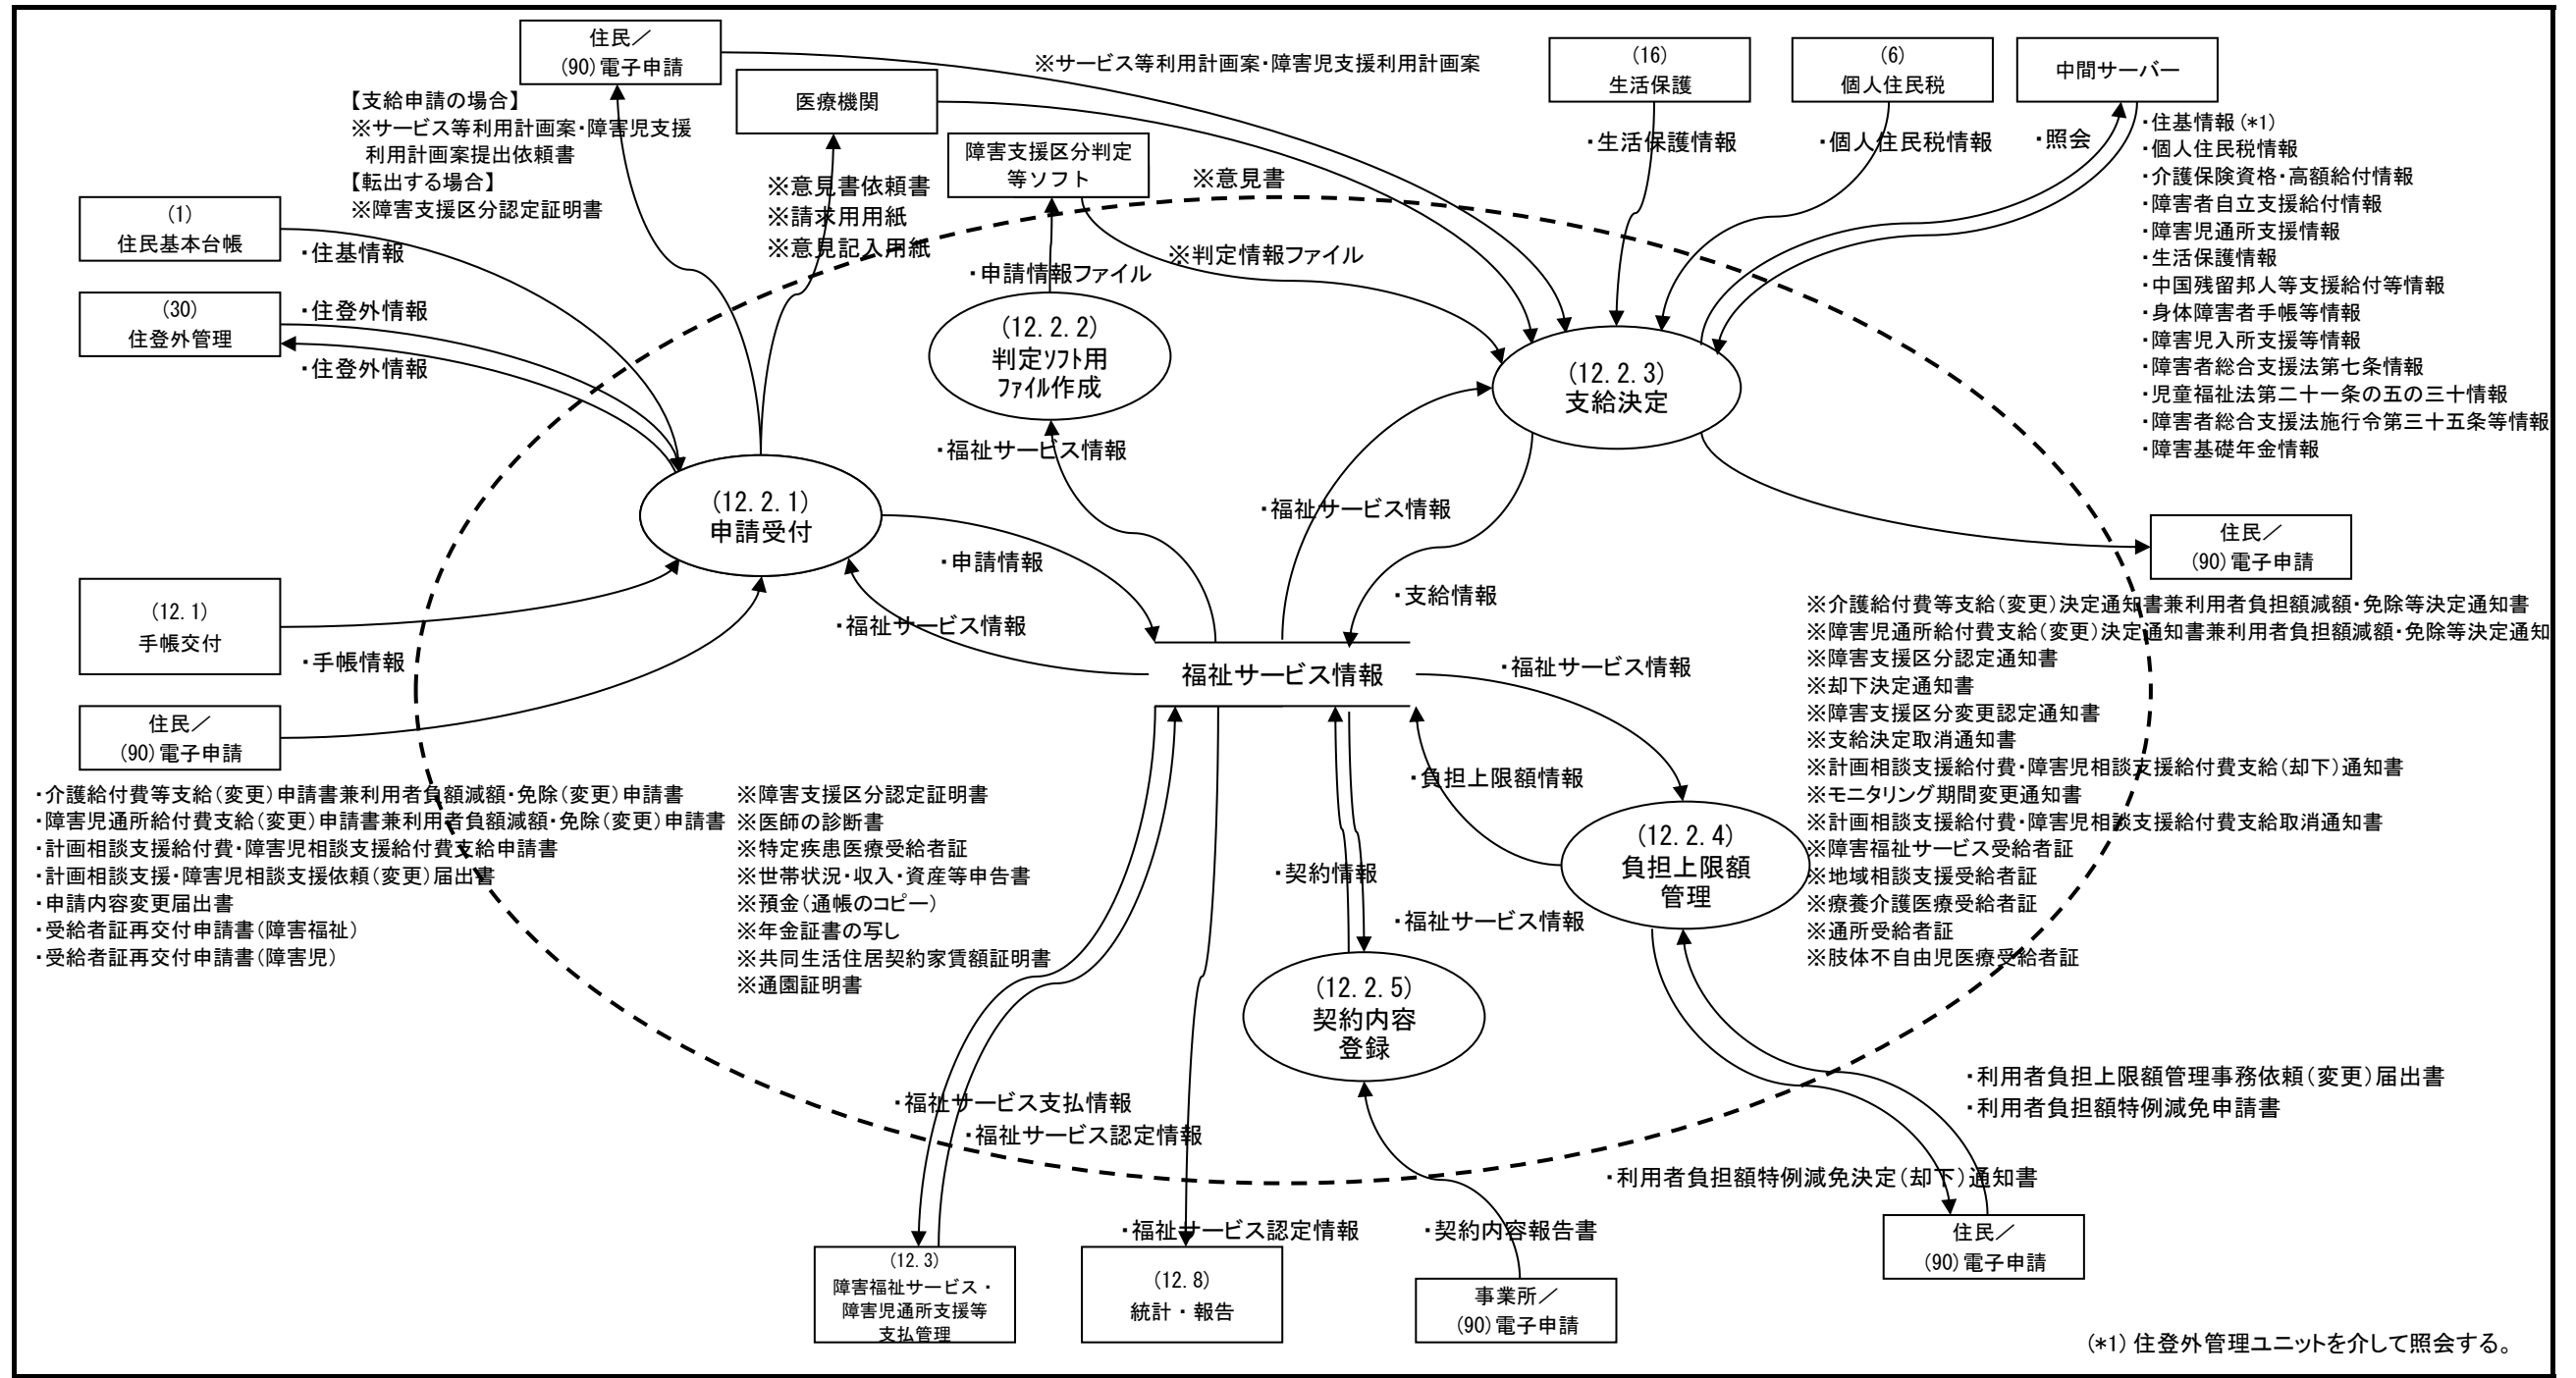 住民／
(90)電子申請
※サービス等利用計画案・障害児支援利用計画案
(16)
生活保護
(6)
個人住民税
中間サーバー
医療機関
【支給申請の場合】
※サービス等利用計画案・障害児支援
利用計画案提出依頼書
【転出する場合】
※障害支援区分認定証明書
障害支援区分判定
等ソフト
※意見書
・生活保護情報
・個人住民税情報
・照会
・住基情報(*1)
・個人住民税情報
・介護保険資格・高額給付情報
・障害者自立支援給付情報
・障害児通所支援情報
・生活保護情報
・中国残留邦人等支援給付等情報
・身体障害者手帳等情報
・障害児入所支援等情報
・障害者総合支援法第七条情報
・児童福祉法第二十一条の五の三十情報
・障害者総合支援法施行令第三十五条等情報
・障害基礎年金情報
※意見書依頼書
※請求用用紙
※意見記入用紙
(1)
住民基本台帳
・住基情報
(30)
住登外管理
・住登外情報
・住登外情報
・申請情報ファイル
※判定情報ファイル
(12.2.2)
判定ｿﾌﾄ用
ﾌｧｲﾙ作成
(12.2.3)
支給決定
・福祉サービス情報
(12.2.1)
申請受付
・福祉サービス情報
・申請情報
・支給情報
・福祉サービス情報
住民／
(90)電子申請
(12.1)
手帳交付
・手帳情報
福祉サービス情報
・福祉サービス情報
住民／
(90)電子申請
※介護給付費等支給(変更)決定通知書兼利用者負担額減額・免除等決定通知書
※障害児通所給付費支給(変更)決定通知書兼利用者負担額減額・免除等決定通知
※障害支援区分認定通知書
※却下決定通知書
※障害支援区分変更認定通知書
※支給決定取消通知書
※計画相談支援給付費・障害児相談支援給付費支給(却下)通知書
※モニタリング期間変更通知書
※計画相談支援給付費・障害児相談支援給付費支給取消通知書
※障害福祉サービス受給者証
※地域相談支援受給者証
※療養介護医療受給者証
※通所受給者証
※肢体不自由児医療受給者証
・介護給付費等支給(変更)申請書兼利用者負額減額・免除(変更)申請書
・障害児通所給付費支給(変更)申請書兼利用者負額減額・免除(変更)申請書
・計画相談支援給付費・障害児相談支援給付費支給申請書
・計画相談支援・障害児相談支援依頼(変更)届出書
・申請内容変更届出書
・受給者証再交付申請書(障害福祉)
・受給者証再交付申請書(障害児)
※障害支援区分認定証明書
※医師の診断書
※特定疾患医療受給者証
※世帯状況・収入・資産等申告書
※預金(通帳のコピー)
※年金証書の写し
※共同生活住居契約家賃額証明書
※通園証明書
・負担上限額情報
(12.2.4)
負担上限額
管理
・契約情報
・福祉サービス情報
(12.2.5)
契約内容
登録
・福祉サービス支払情報
・福祉サービス認定情報
・利用者負担上限額管理事務依頼(変更)届出書
・利用者負担額特例減免申請書
・利用者負担額特例減免決定(却下)通知書
・福祉サービス認定情報
・契約内容報告書
(12.3)
障害福祉サービス・
障害児通所支援等
支払管理
(12.8)
統計・報告
事業所／
(90)電子申請
住民／
(90)電子申請
(*1)住登外管理ユニットを介して照会する。